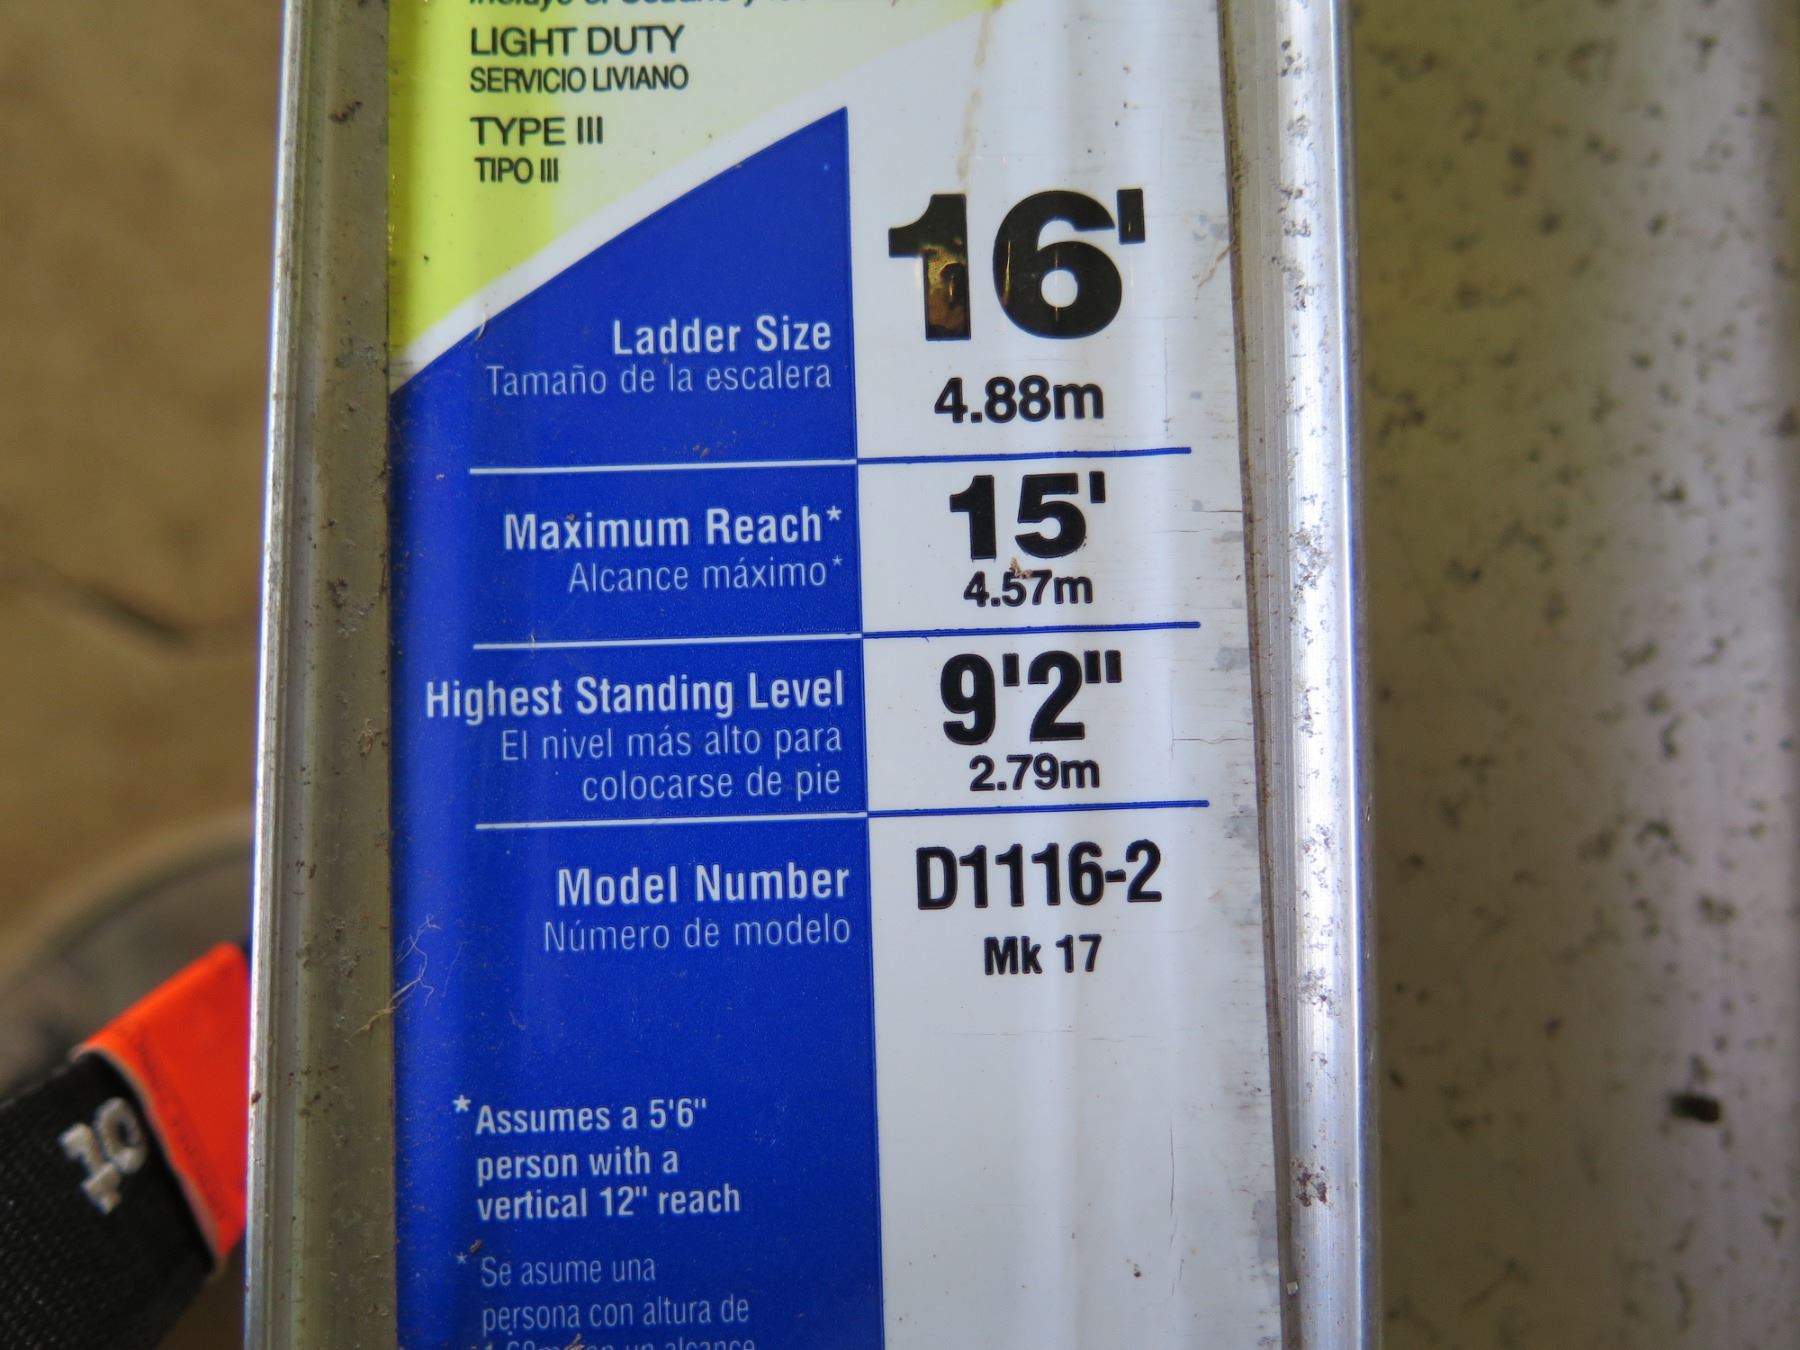 LIGHT DUTY
SERVICIO LIVIANO
TYPE III
TIPO III
Ladder Size
Tamaño de la escalera
16'
4.88m
Maximum Reach*
Alcance máximo*
15'
4.57m
Highest Standing Level
El nivel más alto para
colocarse de pie
9'2"
2.79m
Model Number
Número de modelo
D1116-2
Mk 17
*Assumes a 5'6"
person with a
vertical 12" reach
*Se asume una
persona con altura de